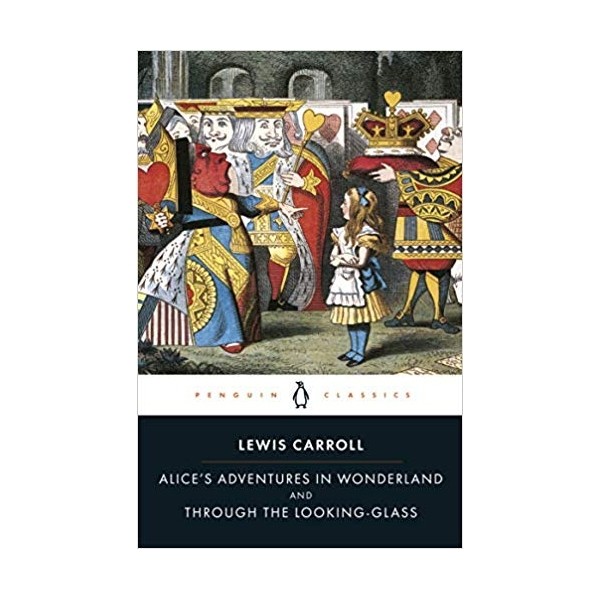 PENGUIN CLASSICS
LEWIS CARROLL
ALICE'S ADVENTURES IN WONDERLAND
AND
THROUGH THE LOOKING-GLASS